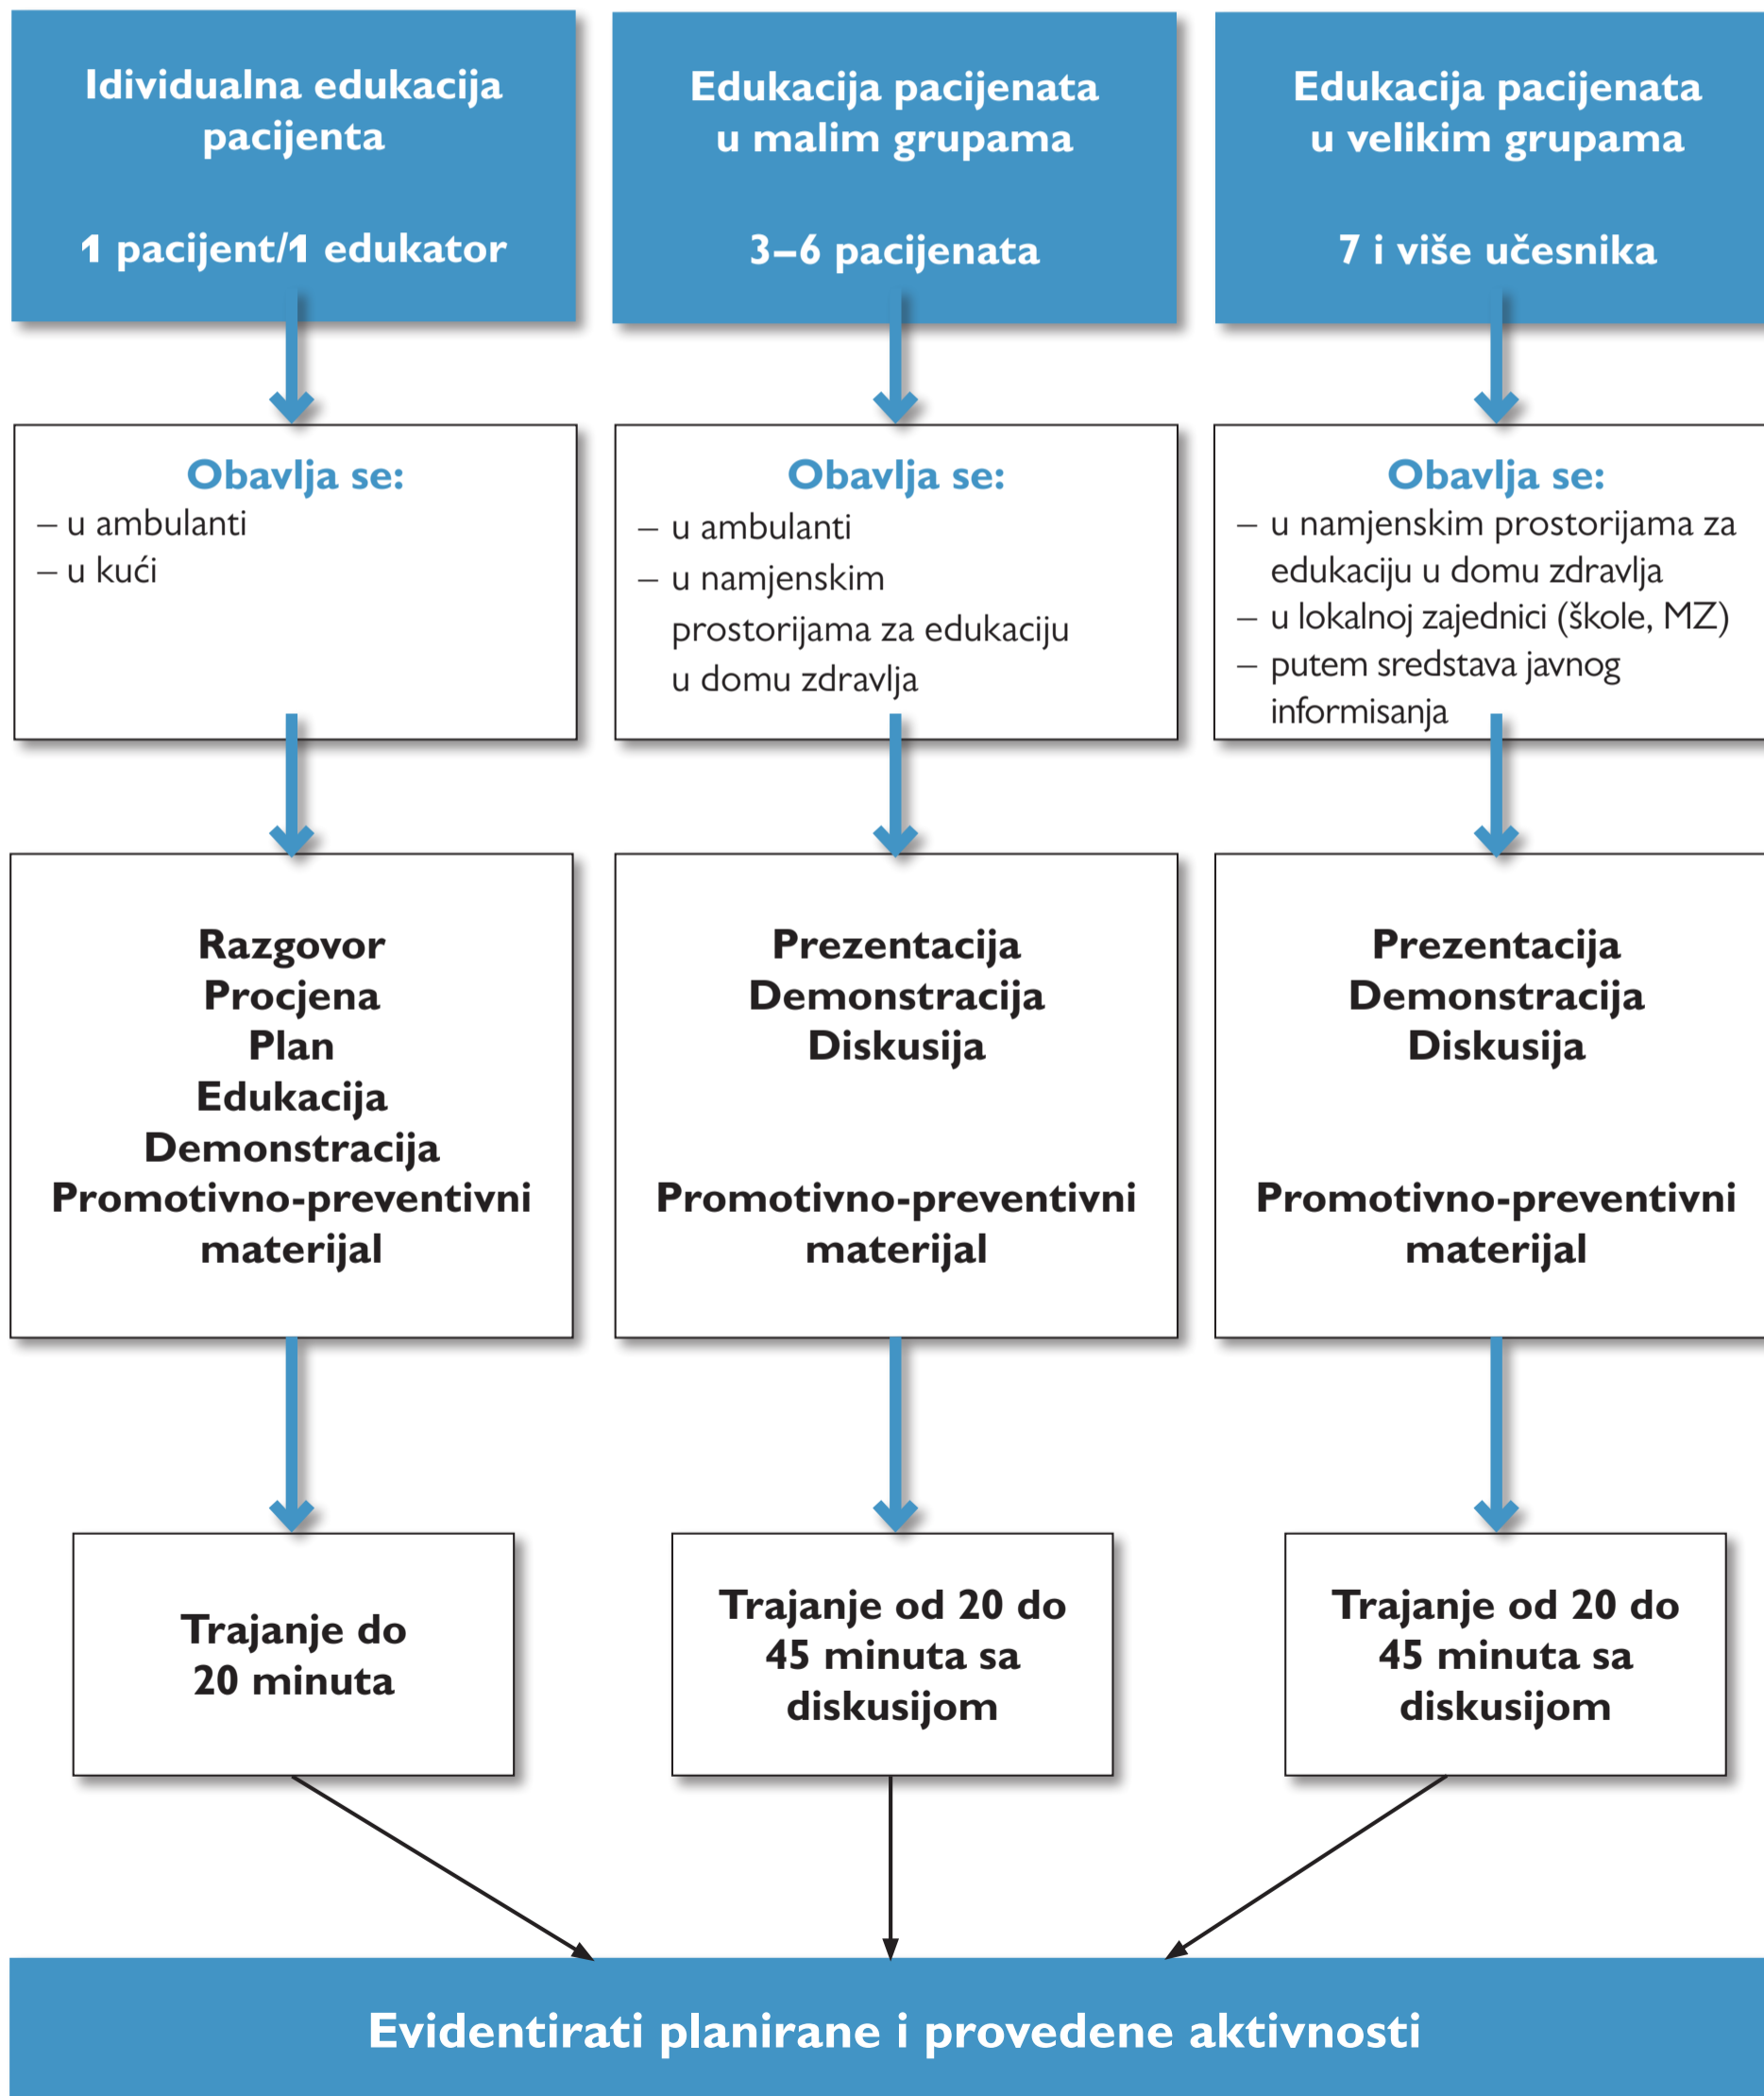 Idividualna edukacija
pacijenta
1 pacijent/1 edukator
Edukacija pacijenata
u malim grupama
3–6 pacijenata
Edukacija pacijenata
u velikim grupama
7 i više učesnika
Obavlja se:
– u ambulanti
– u kući
Obavlja se:
– u ambulanti
– u namjenskim
prostorijama za edukaciju
u domu zdravlja
Obavlja se:
– u namjenskim prostorijama za
edukaciju u domu zdravlja
– u lokalnoj zajednici (škole, MZ)
– putem sredstava javnog
informisanja
Razgovor
Procjena
Plan
Edukacija
Demonstracija
Promotivno-preventivni
materijal
Prezentacija
Demonstracija
Diskusija
Promotivno-preventivni
materijal
Prezentacija
Demonstracija
Diskusija
Promotivno-preventivni
materijal
Trajanje do
20 minuta
Trajanje od 20 do
45 minuta sa
diskusijom
Trajanje od 20 do
45 minuta sa
diskusijom
Evidentirati planirane i provedene aktivnosti